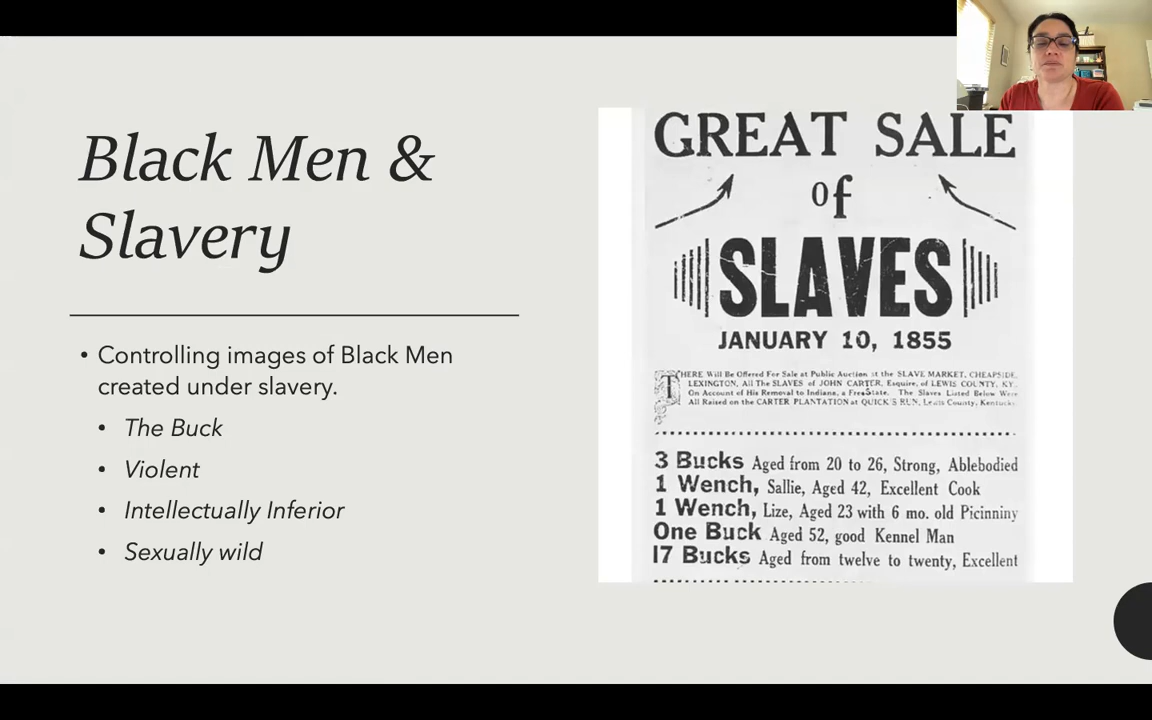 Black Men &
Slavery
• Controlling images of Black Men
created under slavery.
• The Buck
• Violent
• Intellectually Inferior
• Sexually wild
GREAT SALE
of
SLAVES
JANUARY 10, 1855
THERE Will Be Offered For Sale at Public Auction at the SLAVE MARKET, CHEAPSIDE,
LEXINGTON, All The SLAVES of JOHN CARTER, Esquire, of LEWIS COUNTY, KY.
On Account of His Removal to Indiana, a Free State. The Slaves Listed Below Were
All Raised on the CARTER PLANTATION at QUICK'S RUN, Lewis County, Kentucky
3 Bucks Aged from 20 to 26, Strong, Ablebodied
1 Wench, Sallie, Aged 42, Excellent Cook
1 Wench, Lize, Aged 23 with 6 mo. old Picinniny
One Buck Aged 52, good Kennel Man
17 Bucks Aged from twelve to twenty, Excellent